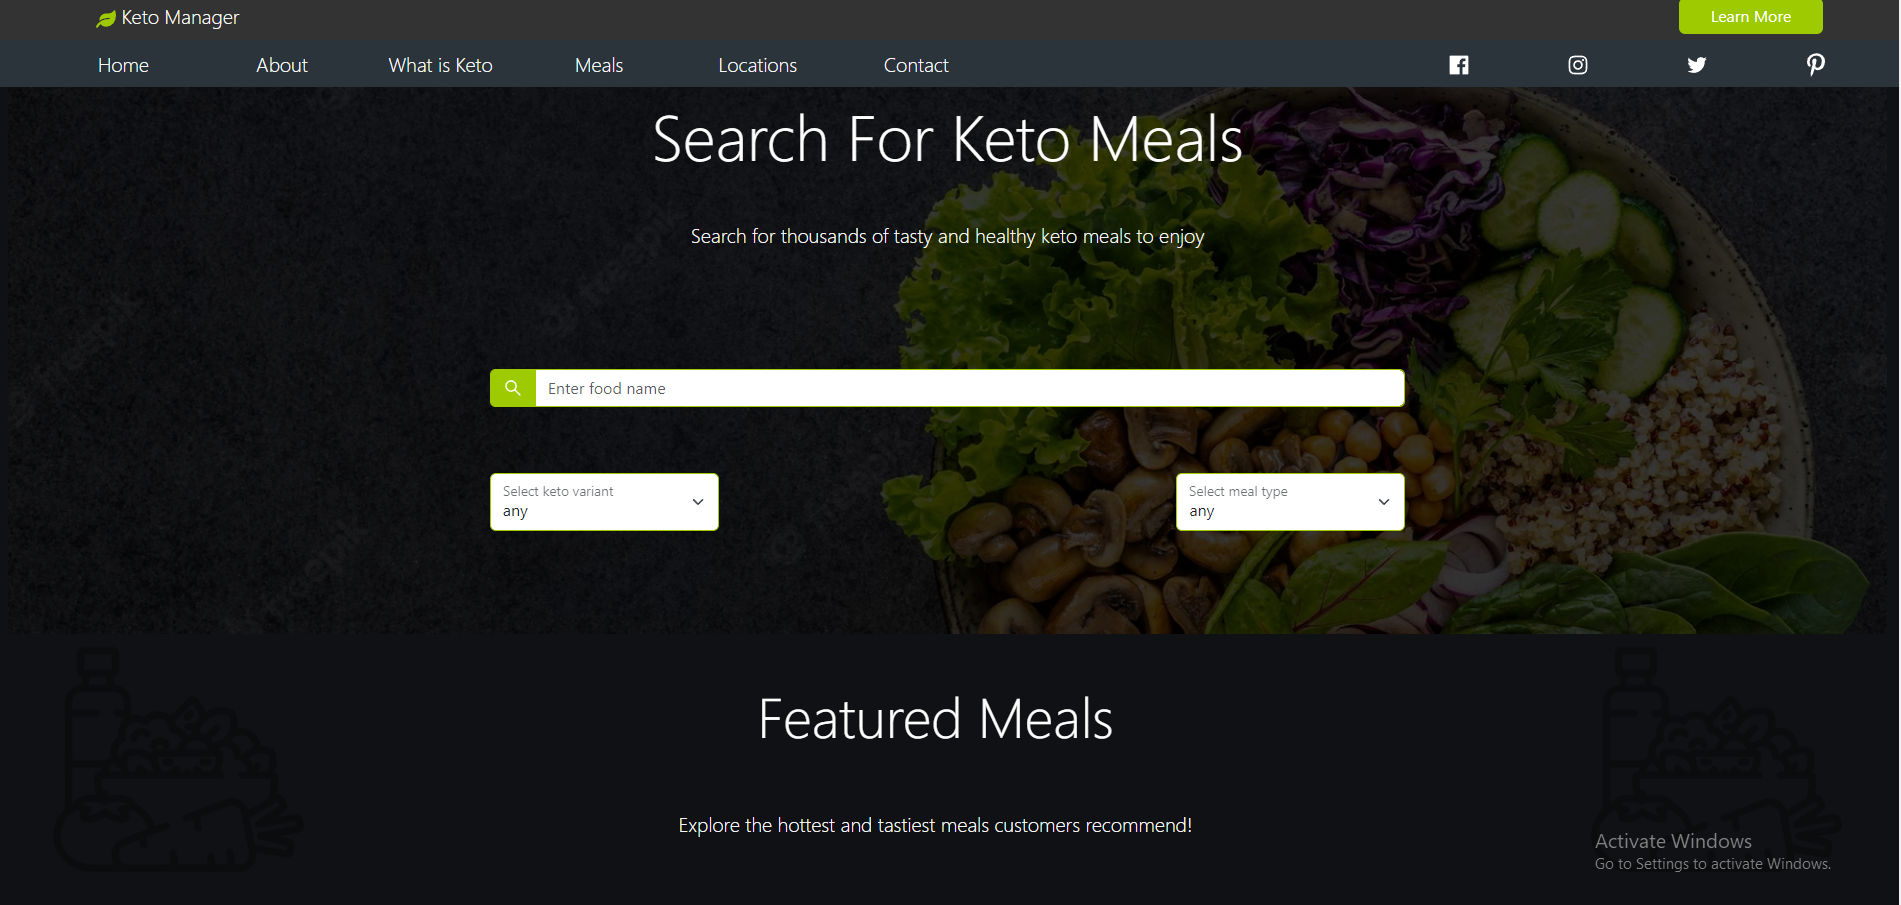 Keto Manager
Learn More
Home About What is Keto Meals Locations Contact
Search For Keto Meals
Search for thousands of tasty and healthy keto meals to enjoy
Enter food name
Select keto variant
any
Select meal type
any
Featured Meals
Explore the hottest and tastiest meals customers recommend!
Activate Windows
Go to Settings to activate Windows.